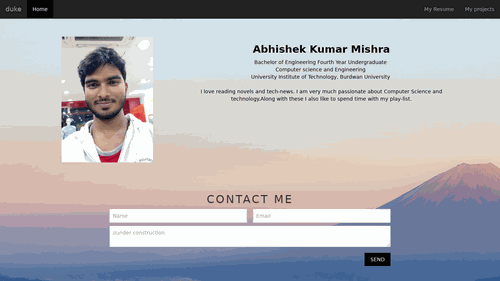 duke Home My Resume My projects
Abhishek Kumar Mishra
Bachelor of Engineering Fourth Year Undergraduate
Computer science and Engineering
University Institute of Technology, Burdwan University
I love reading novels and tech-news. I am very much passionate about Computer Science and
technology.Along with these I also like to spend time with my play-list.
CONTACT ME
Name Email
under construction
SEND